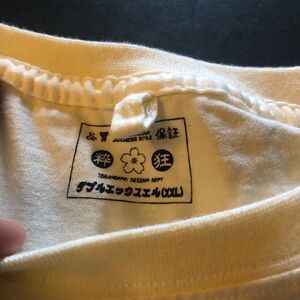 品質 JAPANESE STYLE 保証
粋 狂
TORANDAMA DESIGN DEPT
ダブルエックスエル(XXL)